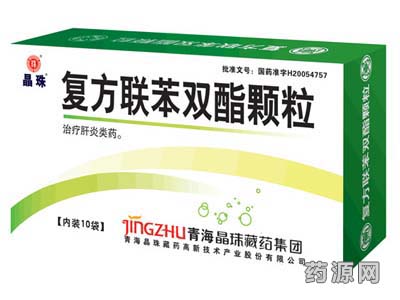 批准文号：国药准字H20054757
晶珠®
复方联苯双酯颗粒
治疗肝炎类药。
【内装10袋】
JINGZHU 青海晶珠藏药集团
青海晶珠藏药高新技术产业股份有限公司
复方联苯双酯颗粒
药源网